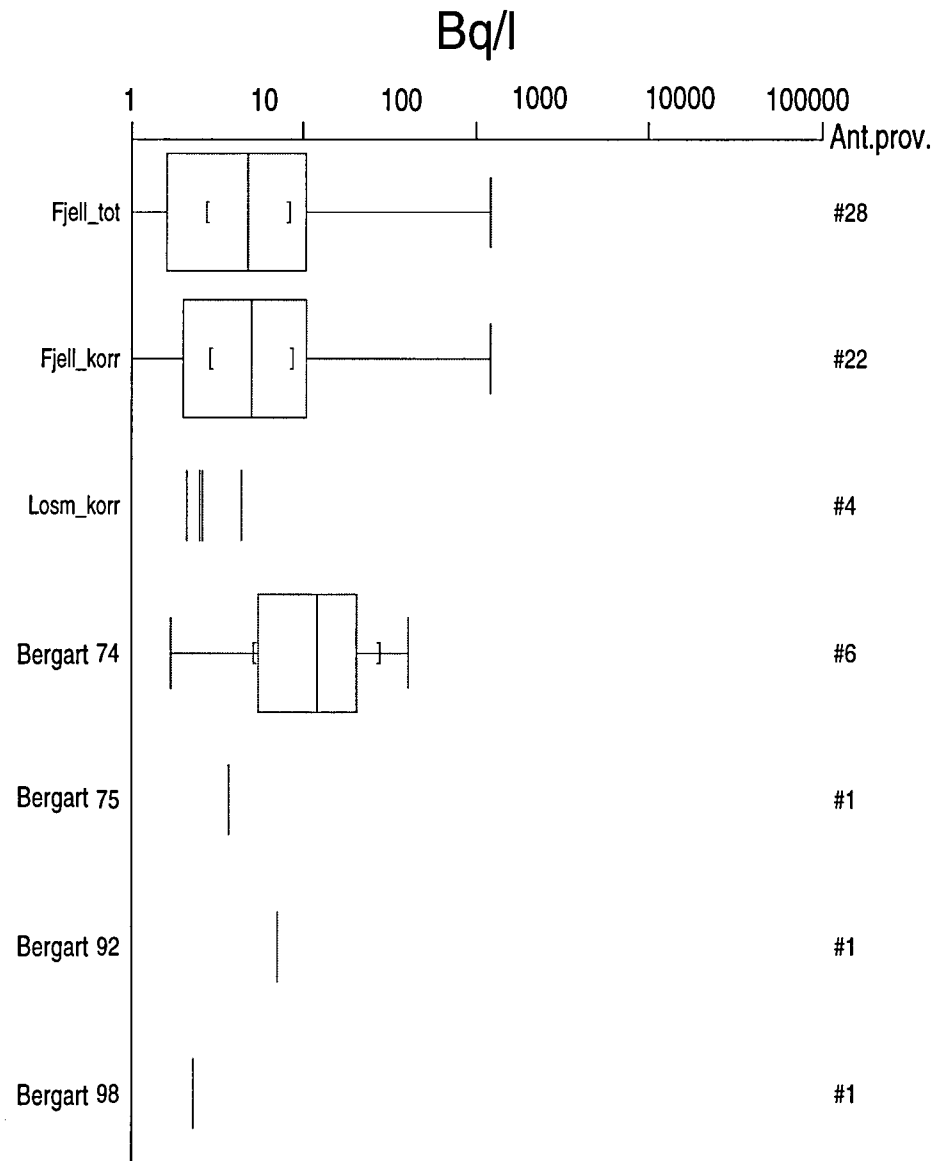 Bq/l
1 10 100 1000 10000 100000
Ant.prov.
Fjell_tot #28
Fjell_korr #22
Losm_korr #4
Bergart 74 #6
Bergart 75 #1
Bergart 92 #1
Bergart 98 #1